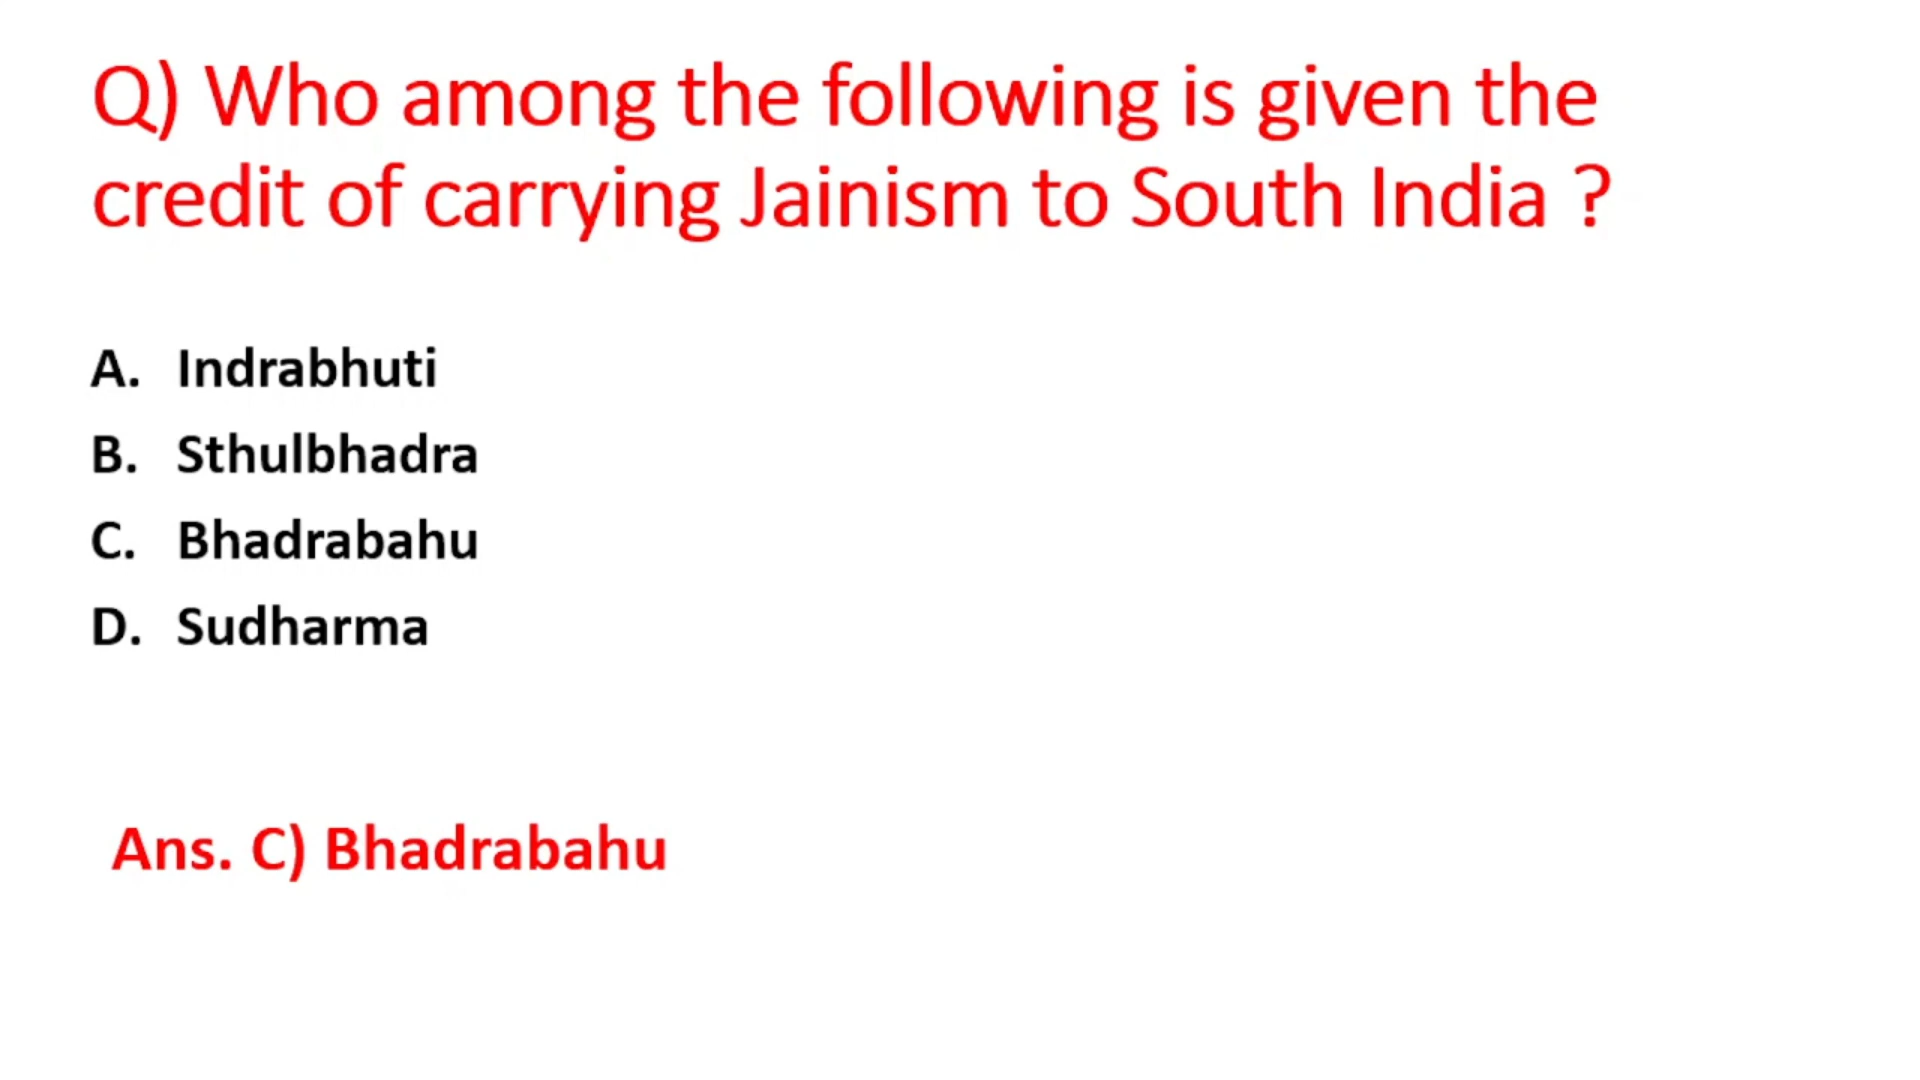 Q) Who among the following is given the
credit of carrying Jainism to South India ?
A. Indrabhuti
B. Sthulbhadra
C. Bhadrabahu
D. Sudharma
Ans. C) Bhadrabahu